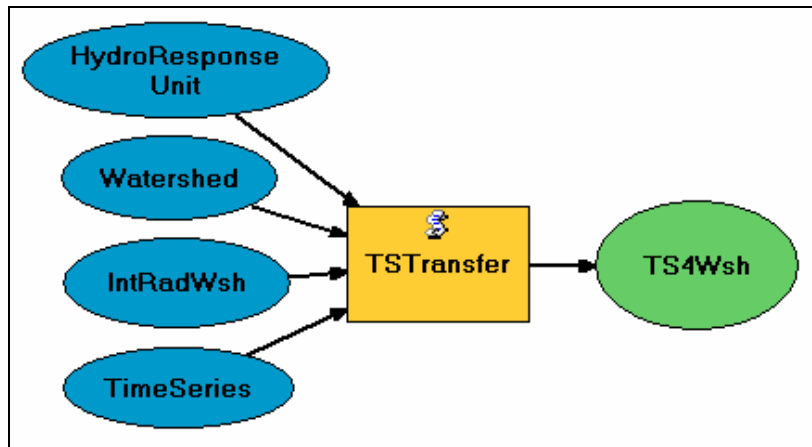 HydroResponse
Unit
Watershed
IntRadWsh
TimeSeries
TSTransfer
TS4Wsh